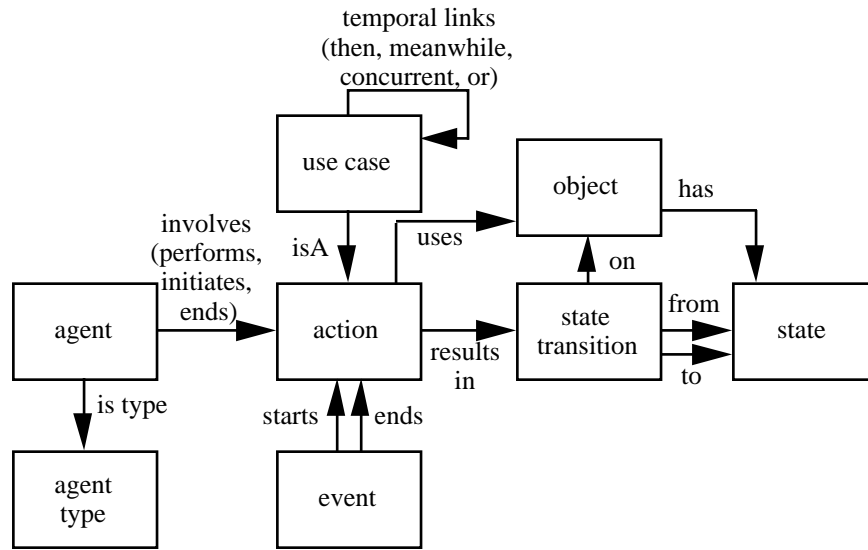 temporal links
(then, meanwhile,
concurrent, or)
use case
object
has
involves
(performs,
initiates,
ends)
isA
uses
on
agent
action
results
in
state
transition
from
to
state
is type
starts
ends
agent
type
event